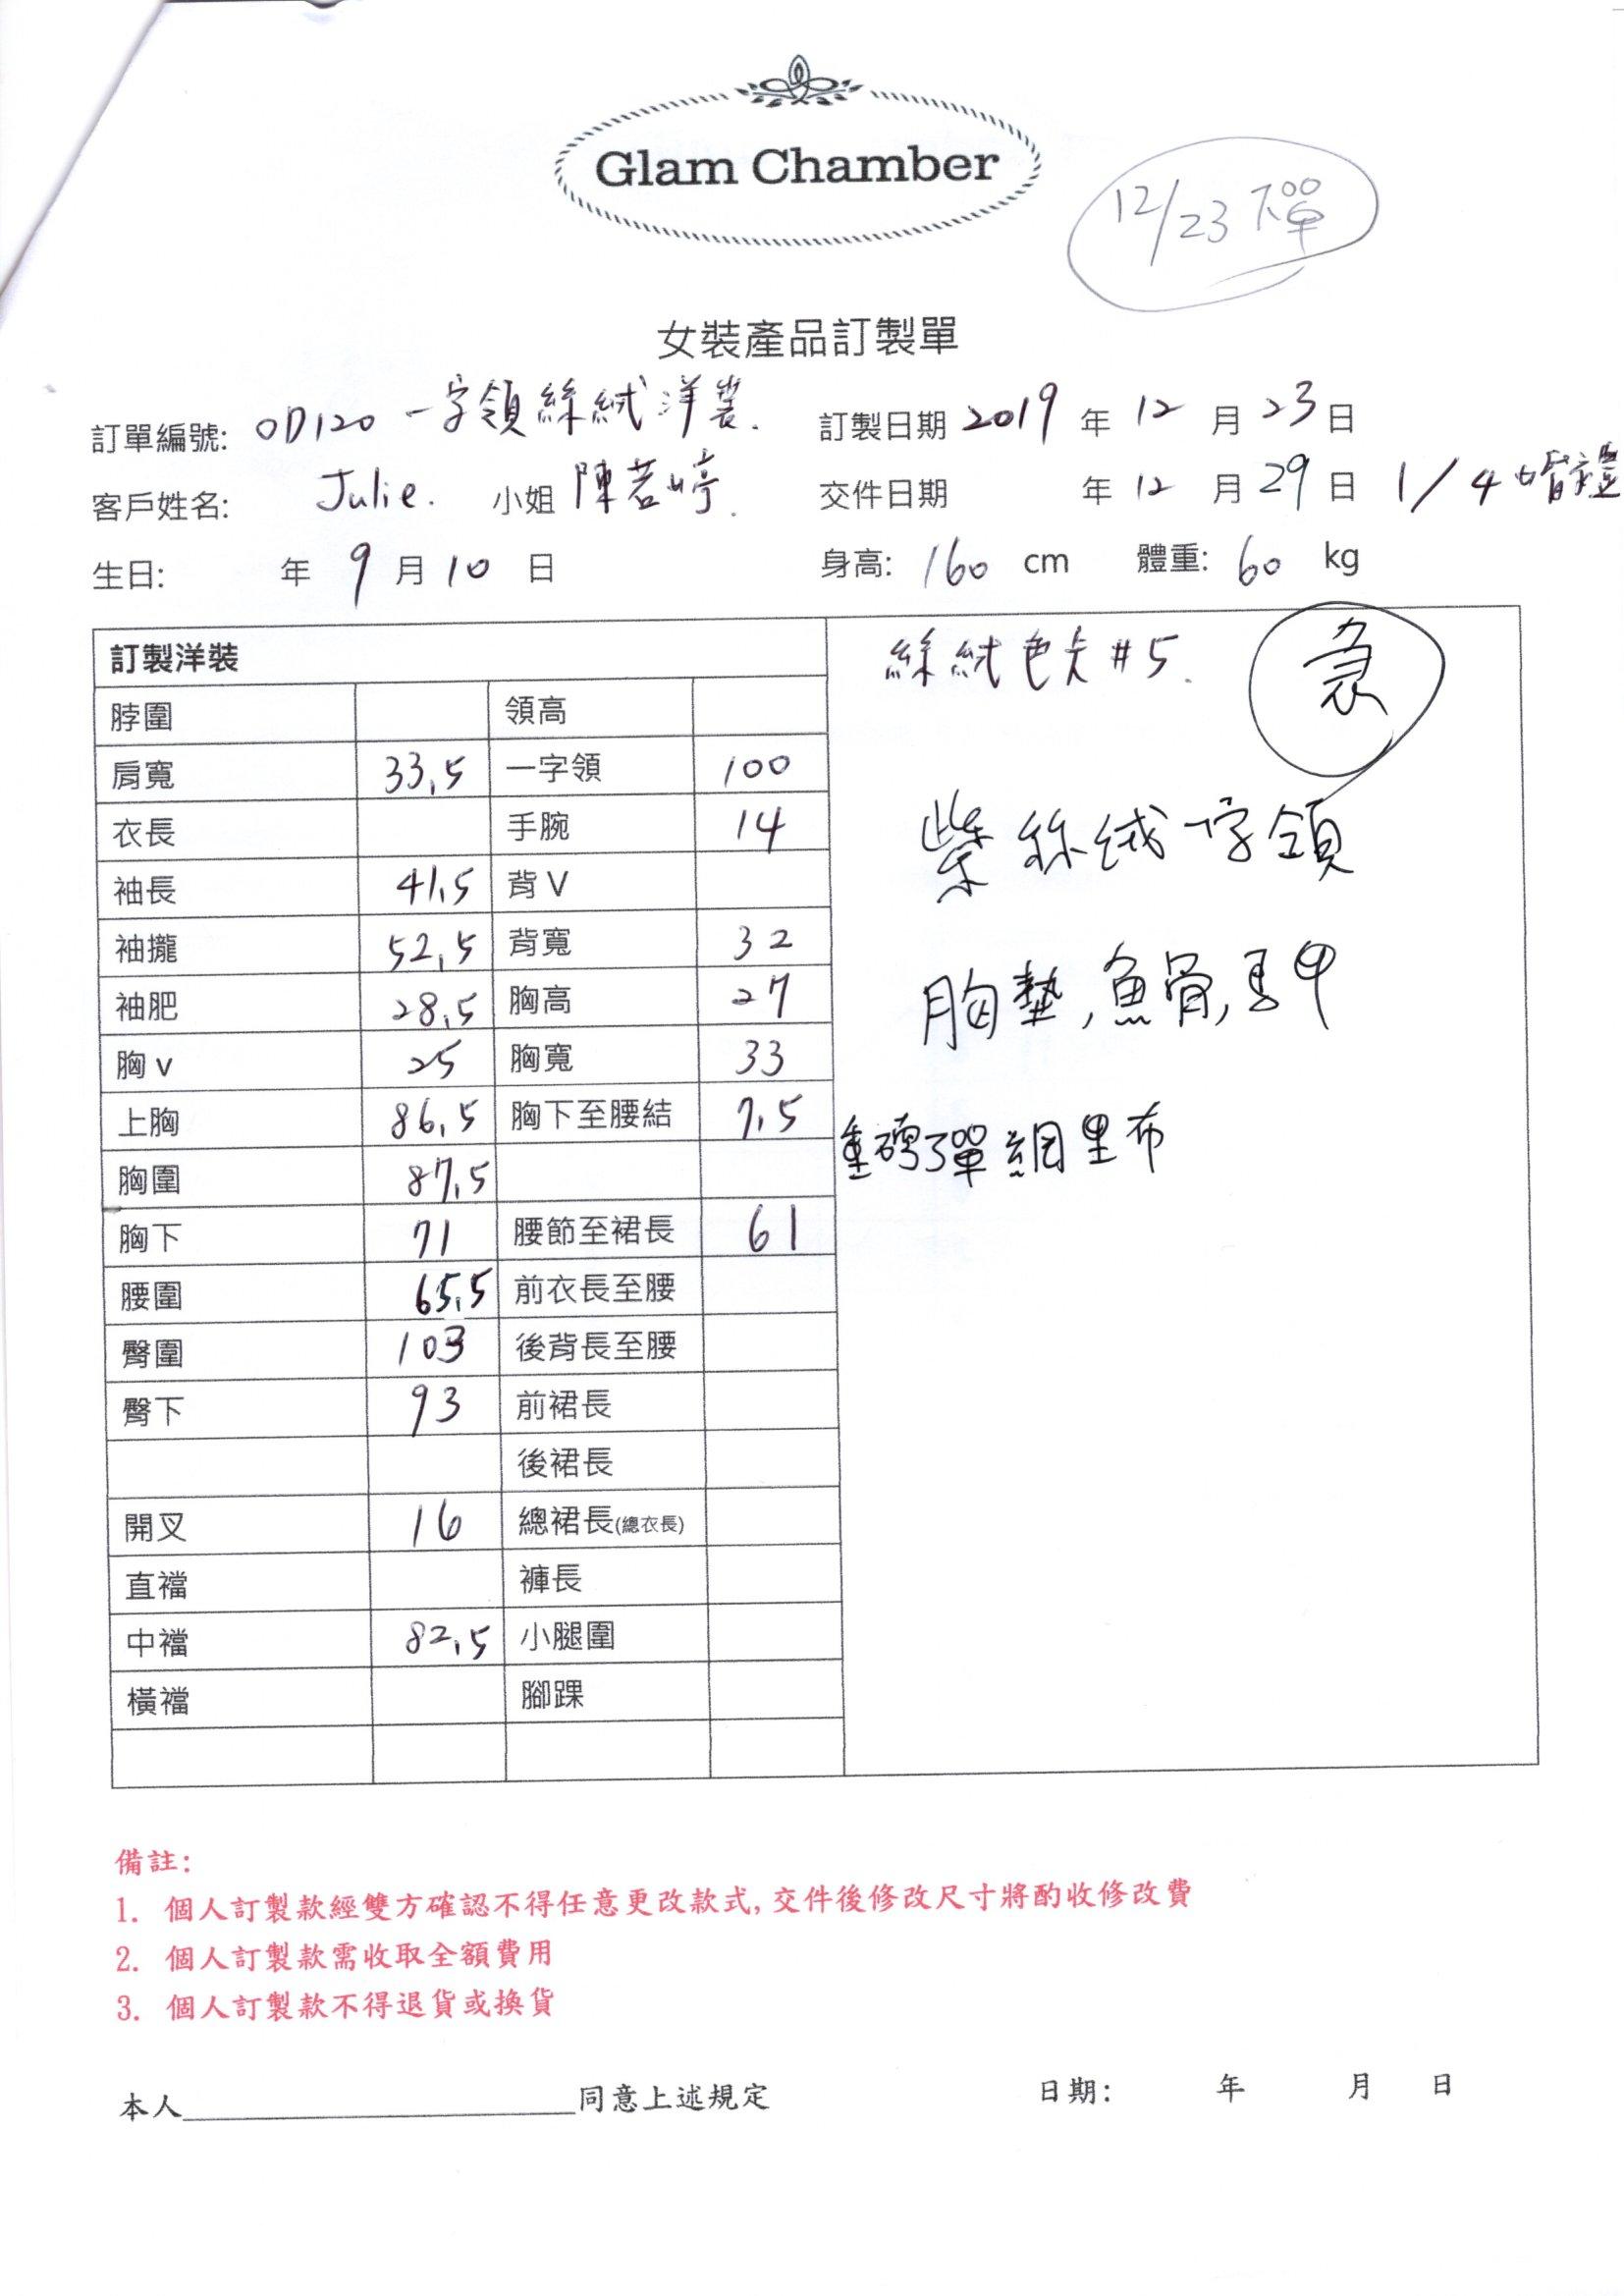 Glam Chamber
12/23 下單
女裝產品訂製單
訂單編號: OD120 一字領絲絨洋裝. 訂製日期 2019 年 12 月 23 日
客戶姓名: Julie. 小姐 陳若婷. 交件日期 年 12 月 29 日 1/4婚禮
生日: 年 9 月 10 日 身高: 160 cm 體重: 60 kg
訂製洋裝
脖圍 領高
肩寬 33.5 一字領 100
衣長 手腕 14
袖長 41.5 背V
袖攏 52.5 背寬 32
袖肥 28.5 胸高 27
胸v 25 胸寬 33
上胸 86.5 胸下至腰結 7.5
胸圍 87.5
胸下 71 腰節至裙長 61
腰圍 65.5 前衣長至腰
臀圍 103 後背長至腰
臀下 93 前裙長
後裙長
開叉 16 總裙長(總衣長)
直襠 褲長
中襠 82.5 小腿圍
橫襠 腳踝
絲絨色卡#5.
急
紫絲絨一字領
胸墊,魚骨,馬甲
重磅彈網里布
備註:
1. 個人訂製款經雙方確認不得任意更改款式,交件後修改尺寸將酌收修改費
2. 個人訂製款需收取全額費用
3. 個人訂製款不得退貨或換貨
本人____________________同意上述規定 日期: 年 月 日